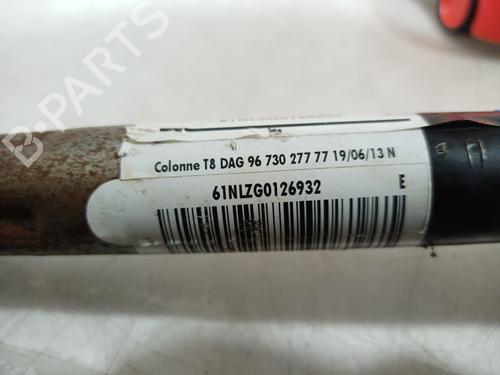 B-PARTS
Colonne T8 DAG 96 730 277 77 19/06/13 N
61NLZG0126932
E